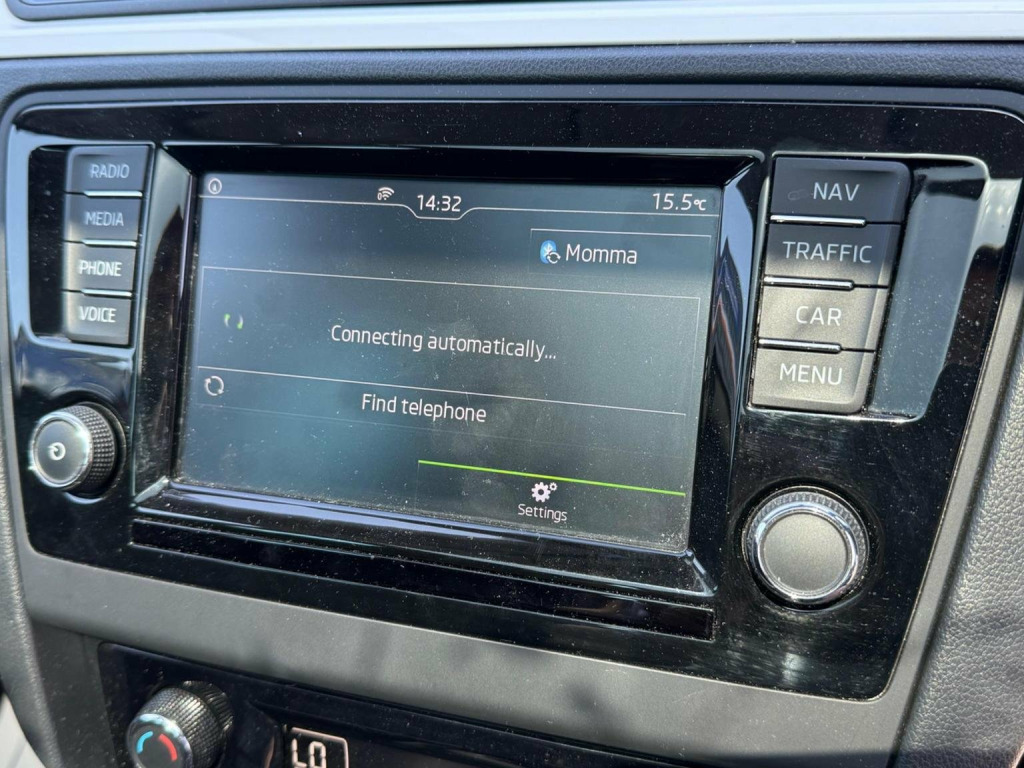 RADIO
MEDIA
PHONE
VOICE
14:32
15.5°C
Momma
Connecting automatically...
Find telephone
Settings
NAV
TRAFFIC
CAR
MENU
LO